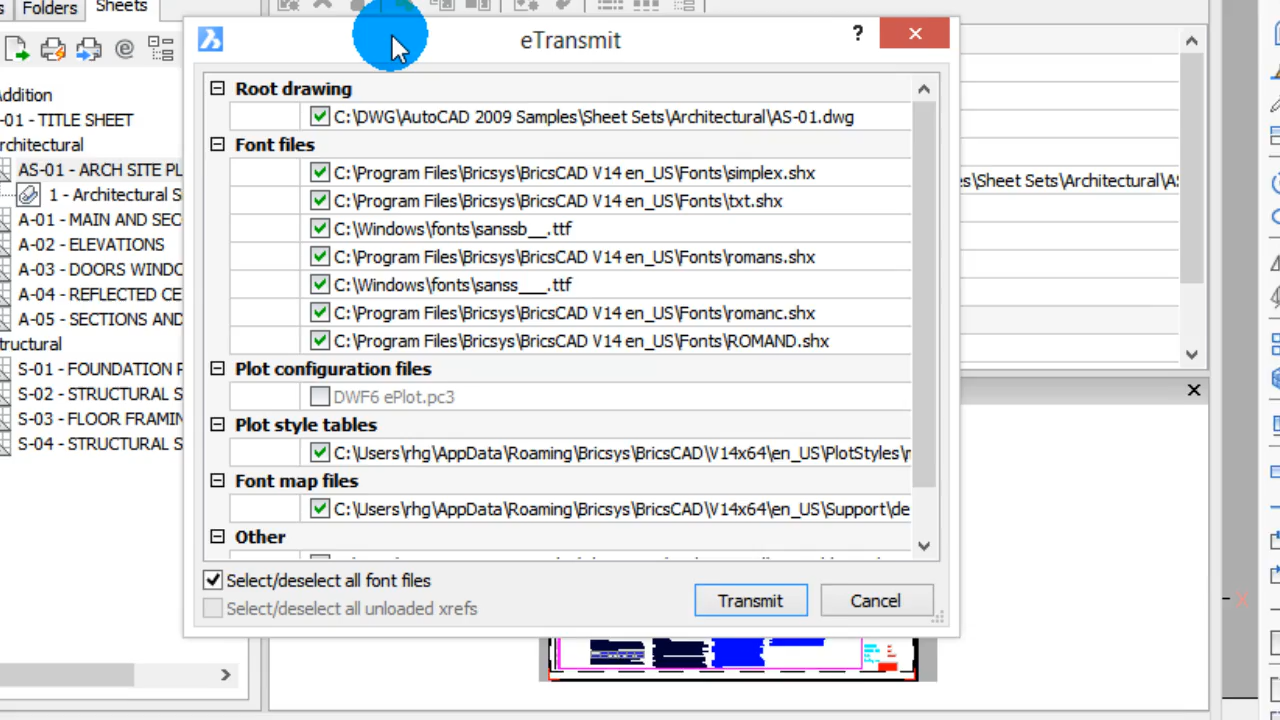 Folders
Sheets
eTransmit
?
Addition
-01 - TITLE SHEET
rchitectural
AS-01 - ARCH SITE PL
1 - Architectural S
A-01 - MAIN AND SEC
A-02 - ELEVATIONS
A-03 - DOORS WINDO
A-04 - REFLECTED CE
A-05 - SECTIONS AND
tructural
S-01 - FOUNDATION P
S-02 - STRUCTURAL S
S-03 - FLOOR FRAMIN
S-04 - STRUCTURAL S
Root drawing
C:\DWG\AutoCAD 2009 Samples\Sheet Sets\Architectural\AS-01.dwg
Font files
C:\Program Files\Bricsys\BricsCAD V14 en_US\Fonts\simplex.shx
C:\Program Files\Bricsys\BricsCAD V14 en_US\Fonts\txt.shx
C:\Windows\fonts\sanssb__.ttf
C:\Program Files\Bricsys\BricsCAD V14 en_US\Fonts\romans.shx
C:\Windows\fonts\sanss___.ttf
C:\Program Files\Bricsys\BricsCAD V14 en_US\Fonts\romanc.shx
C:\Program Files\Bricsys\BricsCAD V14 en_US\Fonts\ROMAND.shx
Plot configuration files
DWF6 ePlot.pc3
Plot style tables
C:\Users\rhg\AppData\Roaming\Bricsys\BricsCAD\V14x64\en_US\PlotStyles\
Font map files
C:\Users\rhg\AppData\Roaming\Bricsys\BricsCAD\V14x64\en_US\Support\de
Other
Select/deselect all font files
Select/deselect all unloaded xrefs
Transmit
Cancel
es\Sheet Sets\Architectural\AS
X